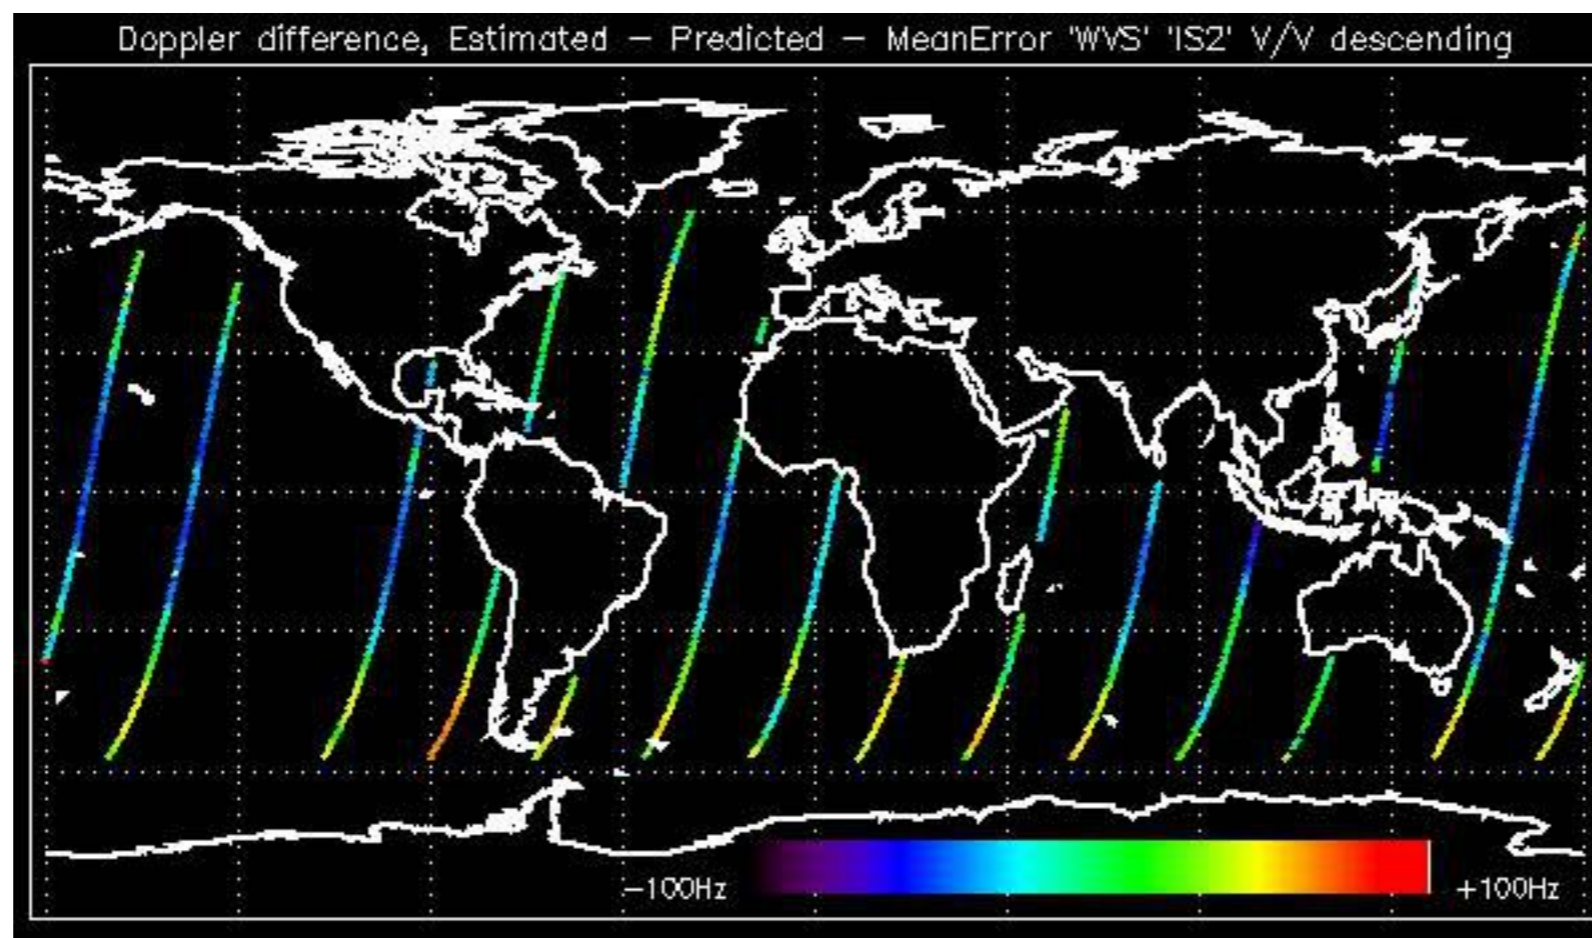 Doppler difference, Estimated – Predicted – MeanError 'WVS' 'IS2' V/V descending
-100Hz +100Hz